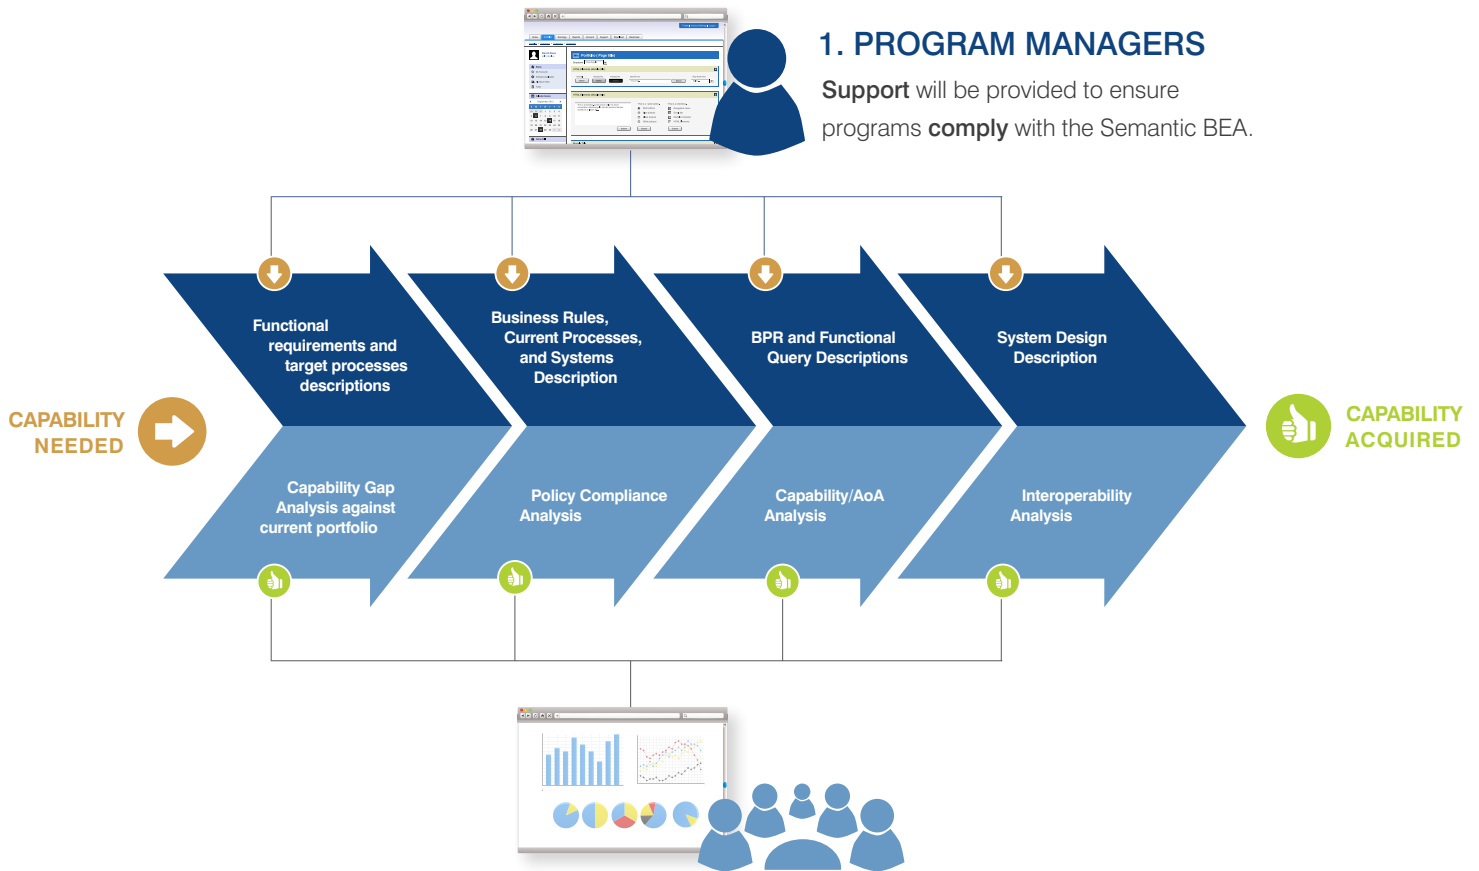 1. PROGRAM MANAGERS
Support will be provided to ensure
programs comply with the Semantic BEA.
Functional
requirements and
target processes
descriptions
Business Rules,
Current Processes,
and Systems
Description
BPR and Functional
Query Descriptions
System Design
Description
CAPABILITY
NEEDED
CAPABILITY
ACQUIRED
Capability Gap
Analysis against
current portfolio
Policy Compliance
Analysis
Capability/AoA
Analysis
Interoperability
Analysis